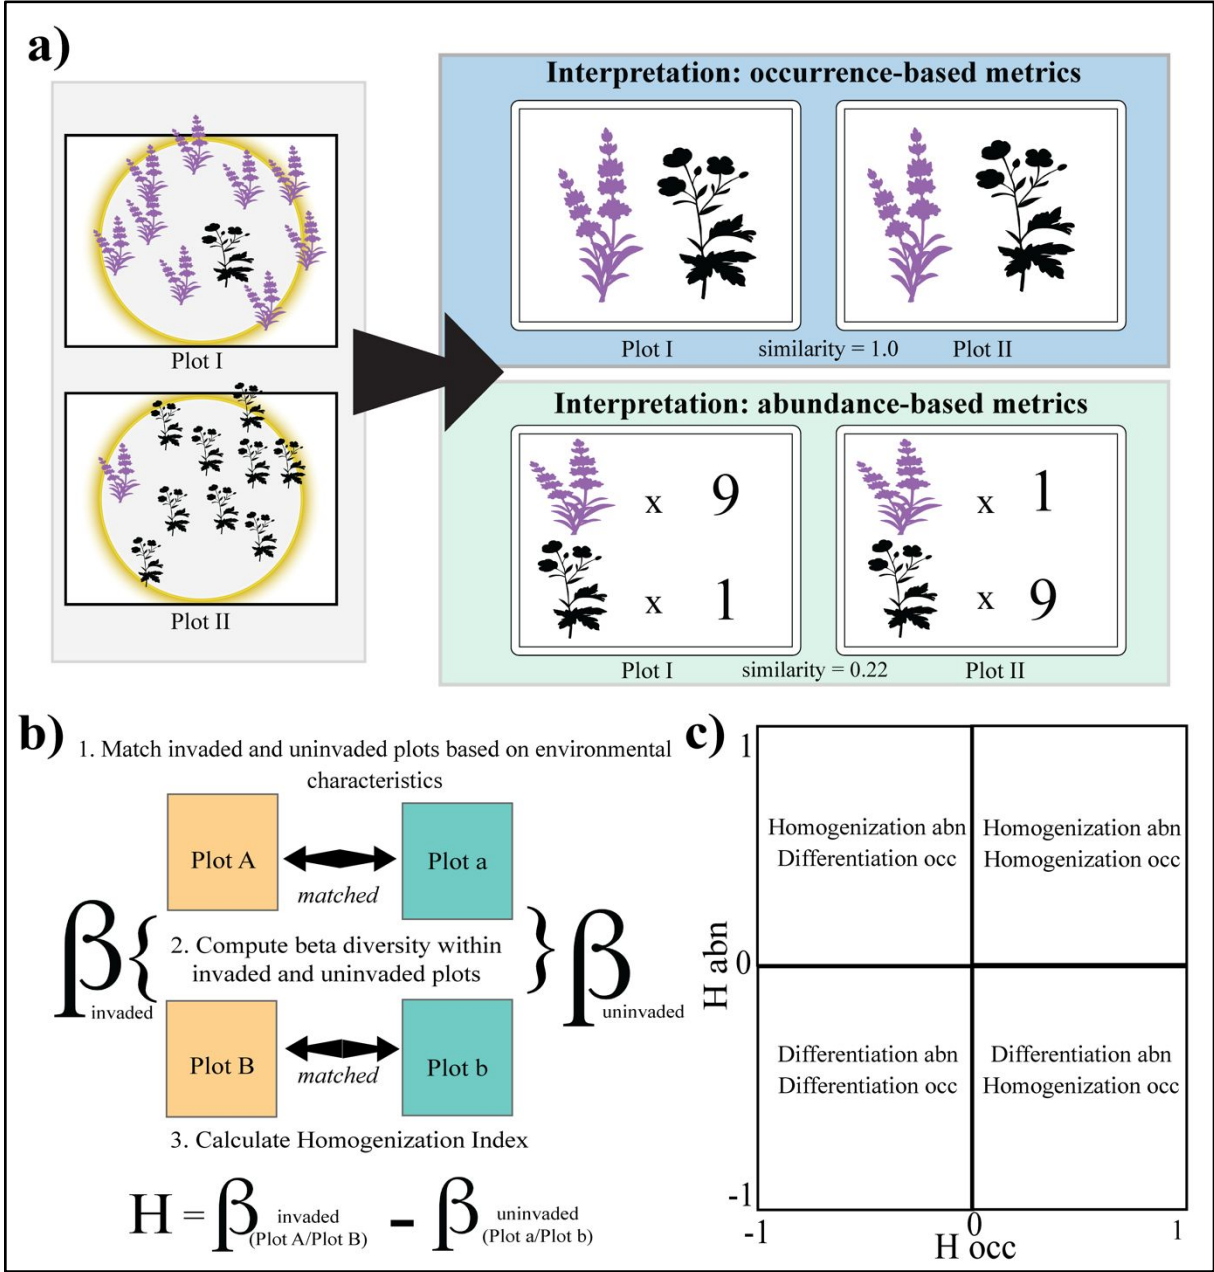 a)
Plot I
Plot II
Interpretation: occurrence-based metrics
Plot I similarity = 1.0 Plot II
Interpretation: abundance-based metrics
x 9
x 1
x 1
x 9
Plot I similarity = 0.22 Plot II
b)
1. Match invaded and uninvaded plots based on environmental
characteristics
Plot A
matched
Plot a
β invaded {
2. Compute beta diversity within
invaded and uninvaded plots
} β uninvaded
Plot B
matched
Plot b
3. Calculate Homogenization Index
H = β invaded (Plot A/Plot B) - β uninvaded (Plot a/Plot b)
c)
1
Homogenization abn
Differentiation occ
Homogenization abn
Homogenization occ
H abn
0
Differentiation abn
Differentiation occ
Differentiation abn
Homogenization occ
-1
-1 0 1
H occ